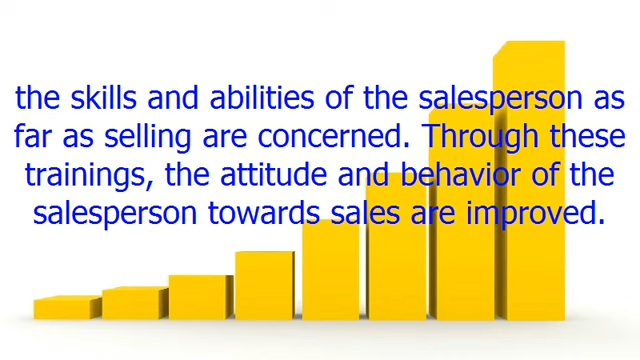 the skills and abilities of the salesperson as
far as selling are concerned. Through these
trainings, the attitude and behavior of the
salesperson towards sales are improved.